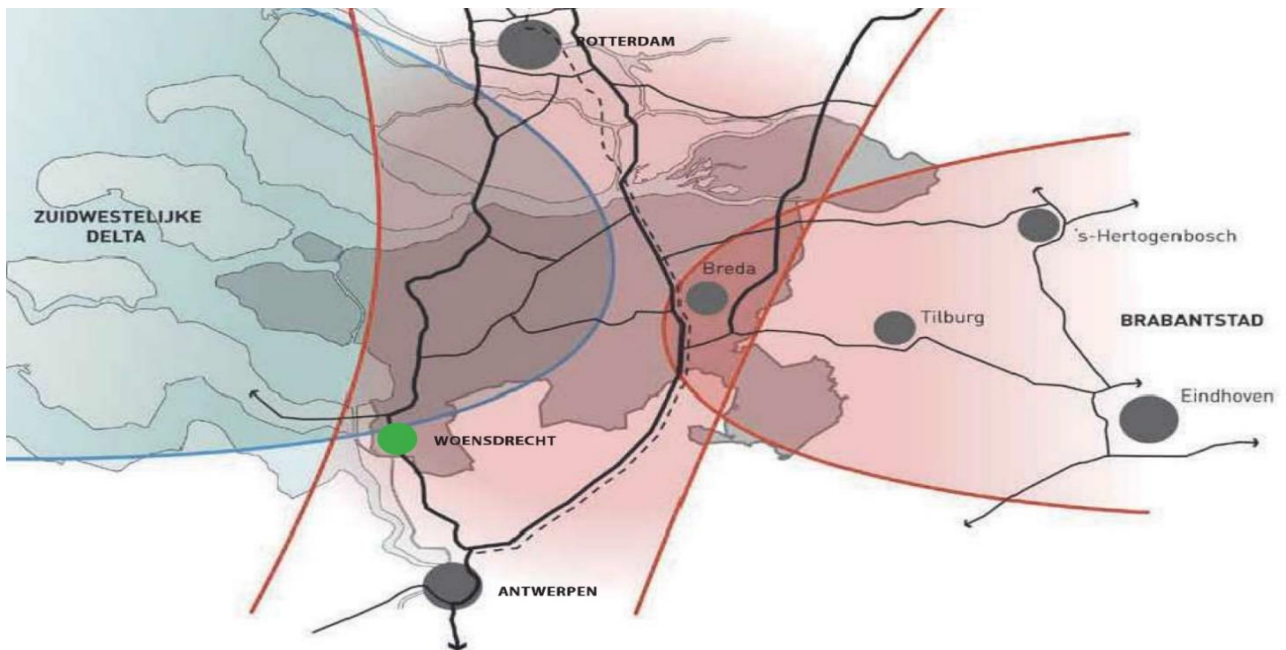 ROTTERDAM
ZUIDWESTELIJKE
DELTA
's-Hertogenbosch
Breda
Tilburg
BRABANTSTAD
Eindhoven
WOENSDRECHT
ANTWERPEN